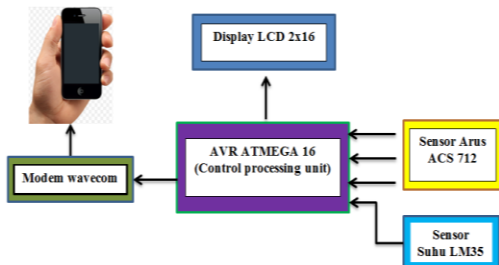 Display LCD 2x16
AVR ATMEGA 16
(Control processing unit)
Sensor Arus
ACS 712
Modem wavecom
Sensor
Suhu LM35